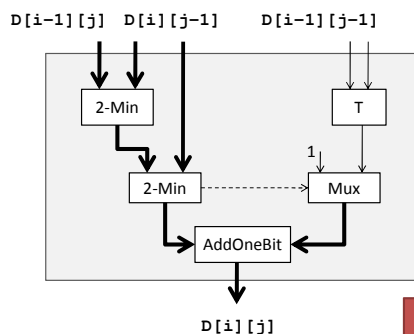 D[i-1][j] D[i][j-1] D[i-1][j-1]
2-Min T
1
2-Min Mux
AddOneBit
D[i][j]